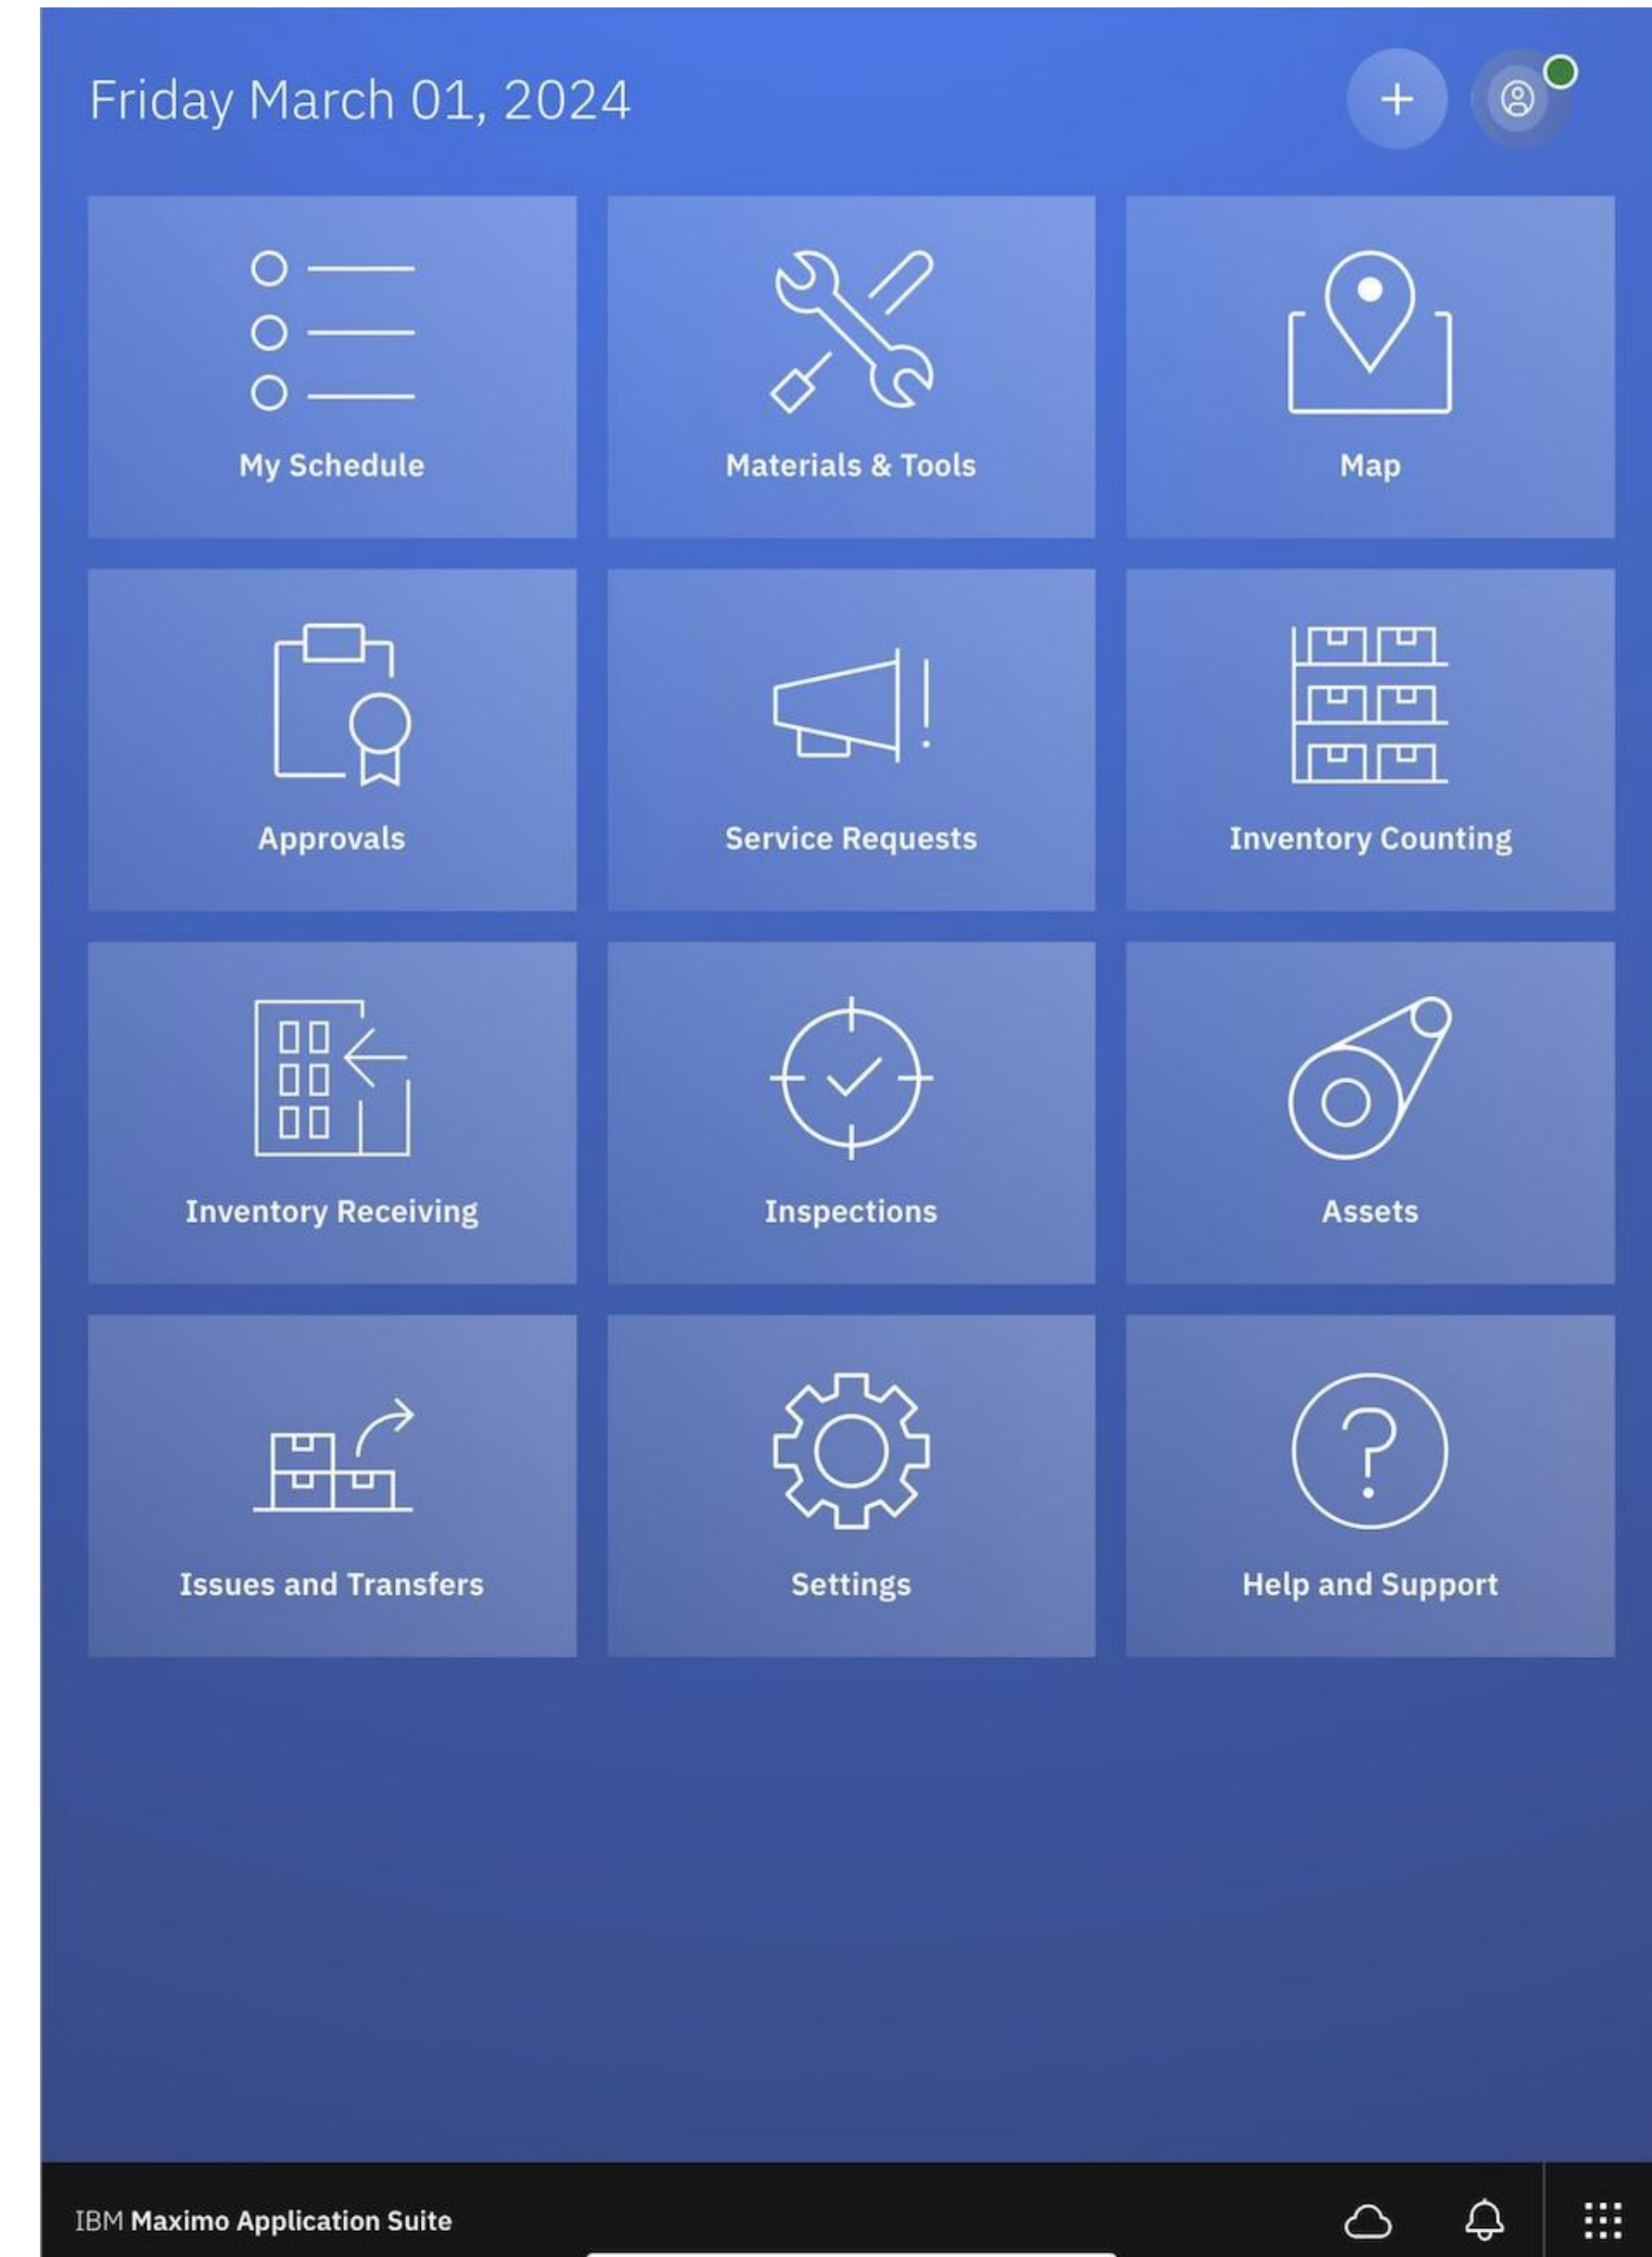 Friday March 01, 2024
My Schedule
Materials & Tools
Map
Approvals
Service Requests
Inventory Counting
Inventory Receiving
Inspections
Assets
Issues and Transfers
Settings
Help and Support
IBM Maximo Application Suite